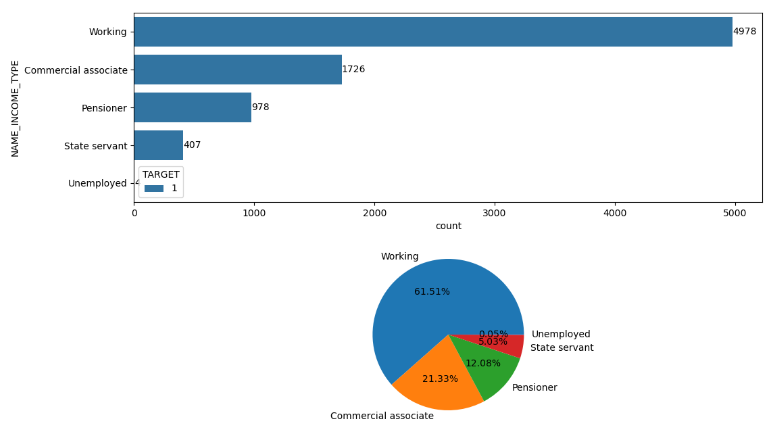 NAME_INCOME_TYPE
Working
4978
Commercial associate
1726
Pensioner
978
State servant
407
Unemployed
4
TARGET
1
0 1000 2000 3000 4000 5000
count
Working
61.51%
0.05%
Unemployed
5.03%
State servant
12.08%
21.33%
Pensioner
Commercial associate